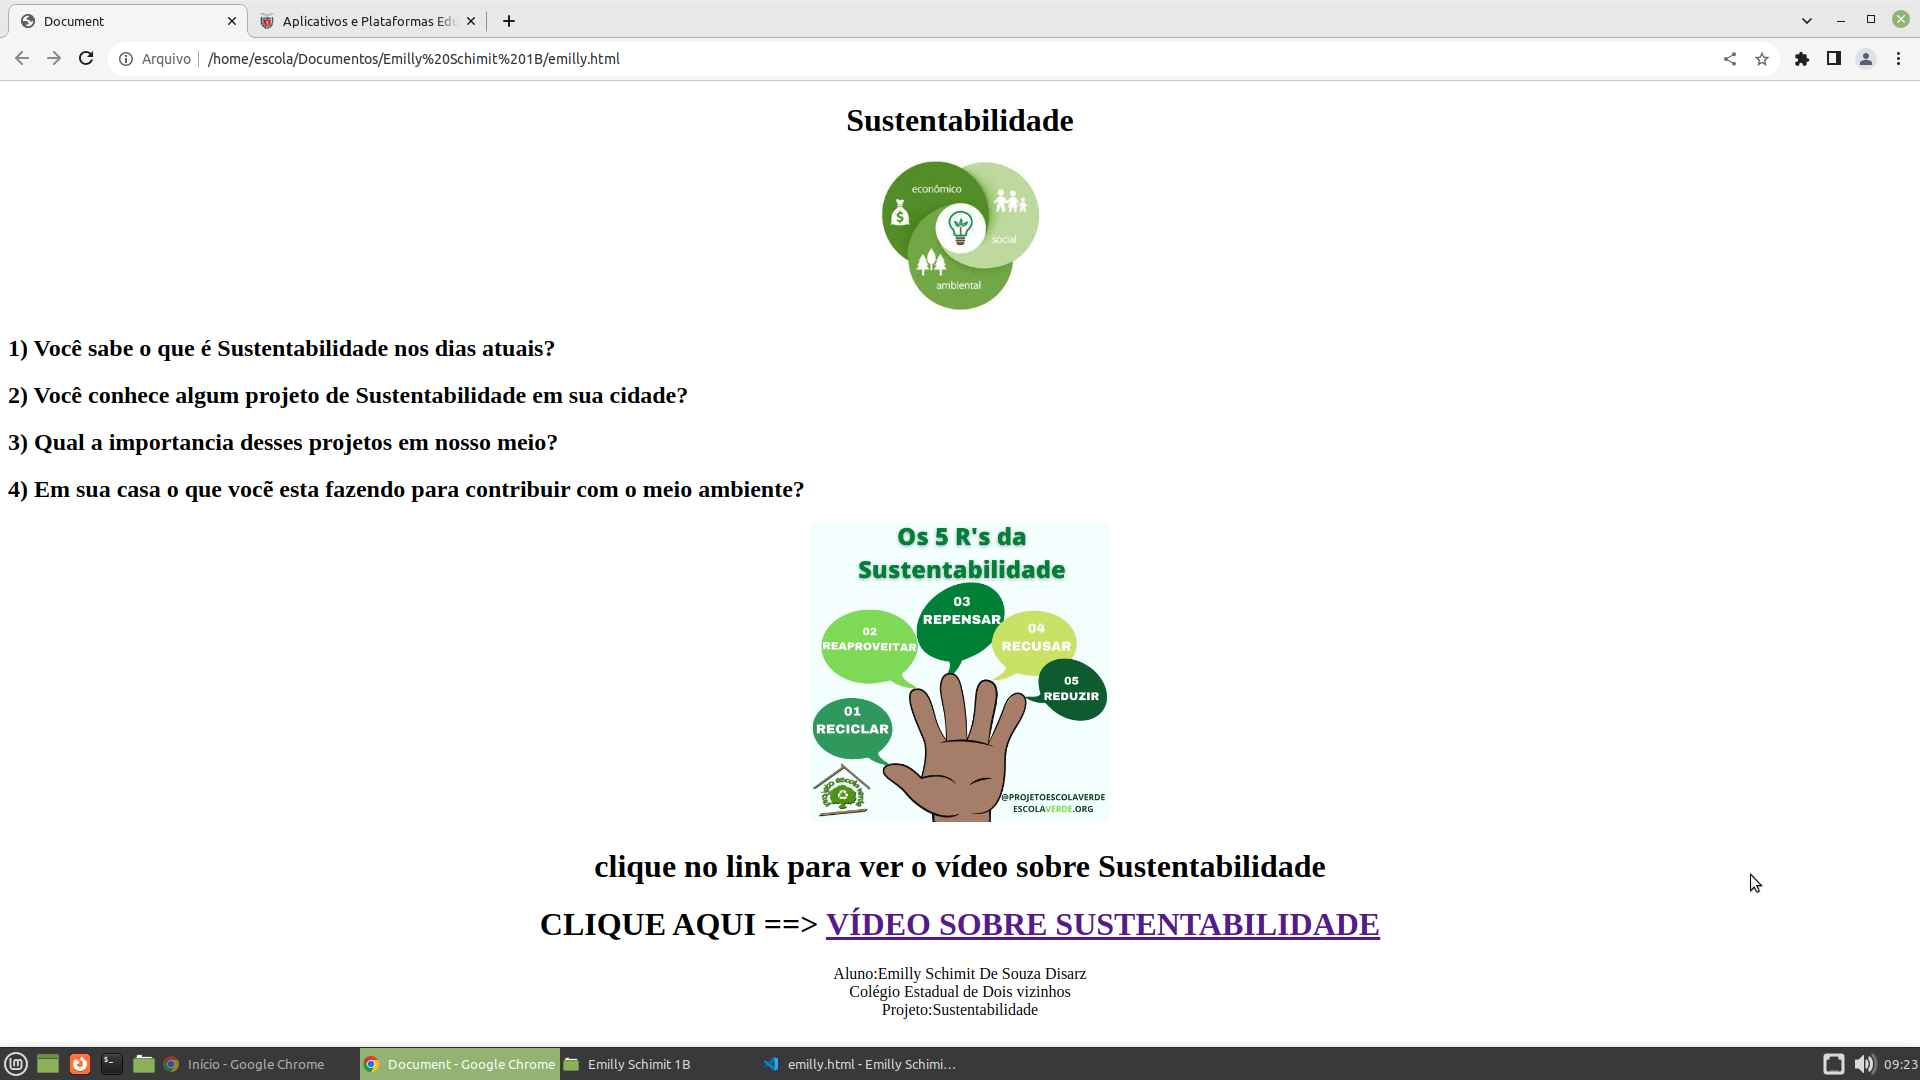 Document
Aplicativos e Plataformas Edu
Arquivo
/home/escola/Documentos/Emilly%20Schimit%201B/emilly.html
Sustentabilidade
econômico
$
social
ambiental
1) Você sabe o que é Sustentabilidade nos dias atuais?
2) Você conhece algum projeto de Sustentabilidade em sua cidade?
3) Qual a importancia desses projetos em nosso meio?
4) Em sua casa o que você esta fazendo para contribuir com o meio ambiente?
Os 5 R's da
Sustentabilidade
03
REPENSAR
02
REAPROVEITAR
04
RECUSAR
05
REDUZIR
01
RECICLAR
projeto escola verde
@PROJETOESCOLAVERDE
ESCOLAVERDE.ORG
clique no link para ver o vídeo sobre Sustentabilidade
CLIQUE AQUI ==> VÍDEO SOBRE SUSTENTABILIDADE
Aluno:Emilly Schimit De Souza Disarz
Colégio Estadual de Dois vizinhos
Projeto:Sustentabilidade
Início - Google Chrome
Document - Google Chrome
Emilly Schimit 1B
emilly.html - Emilly Schimi...
09:23